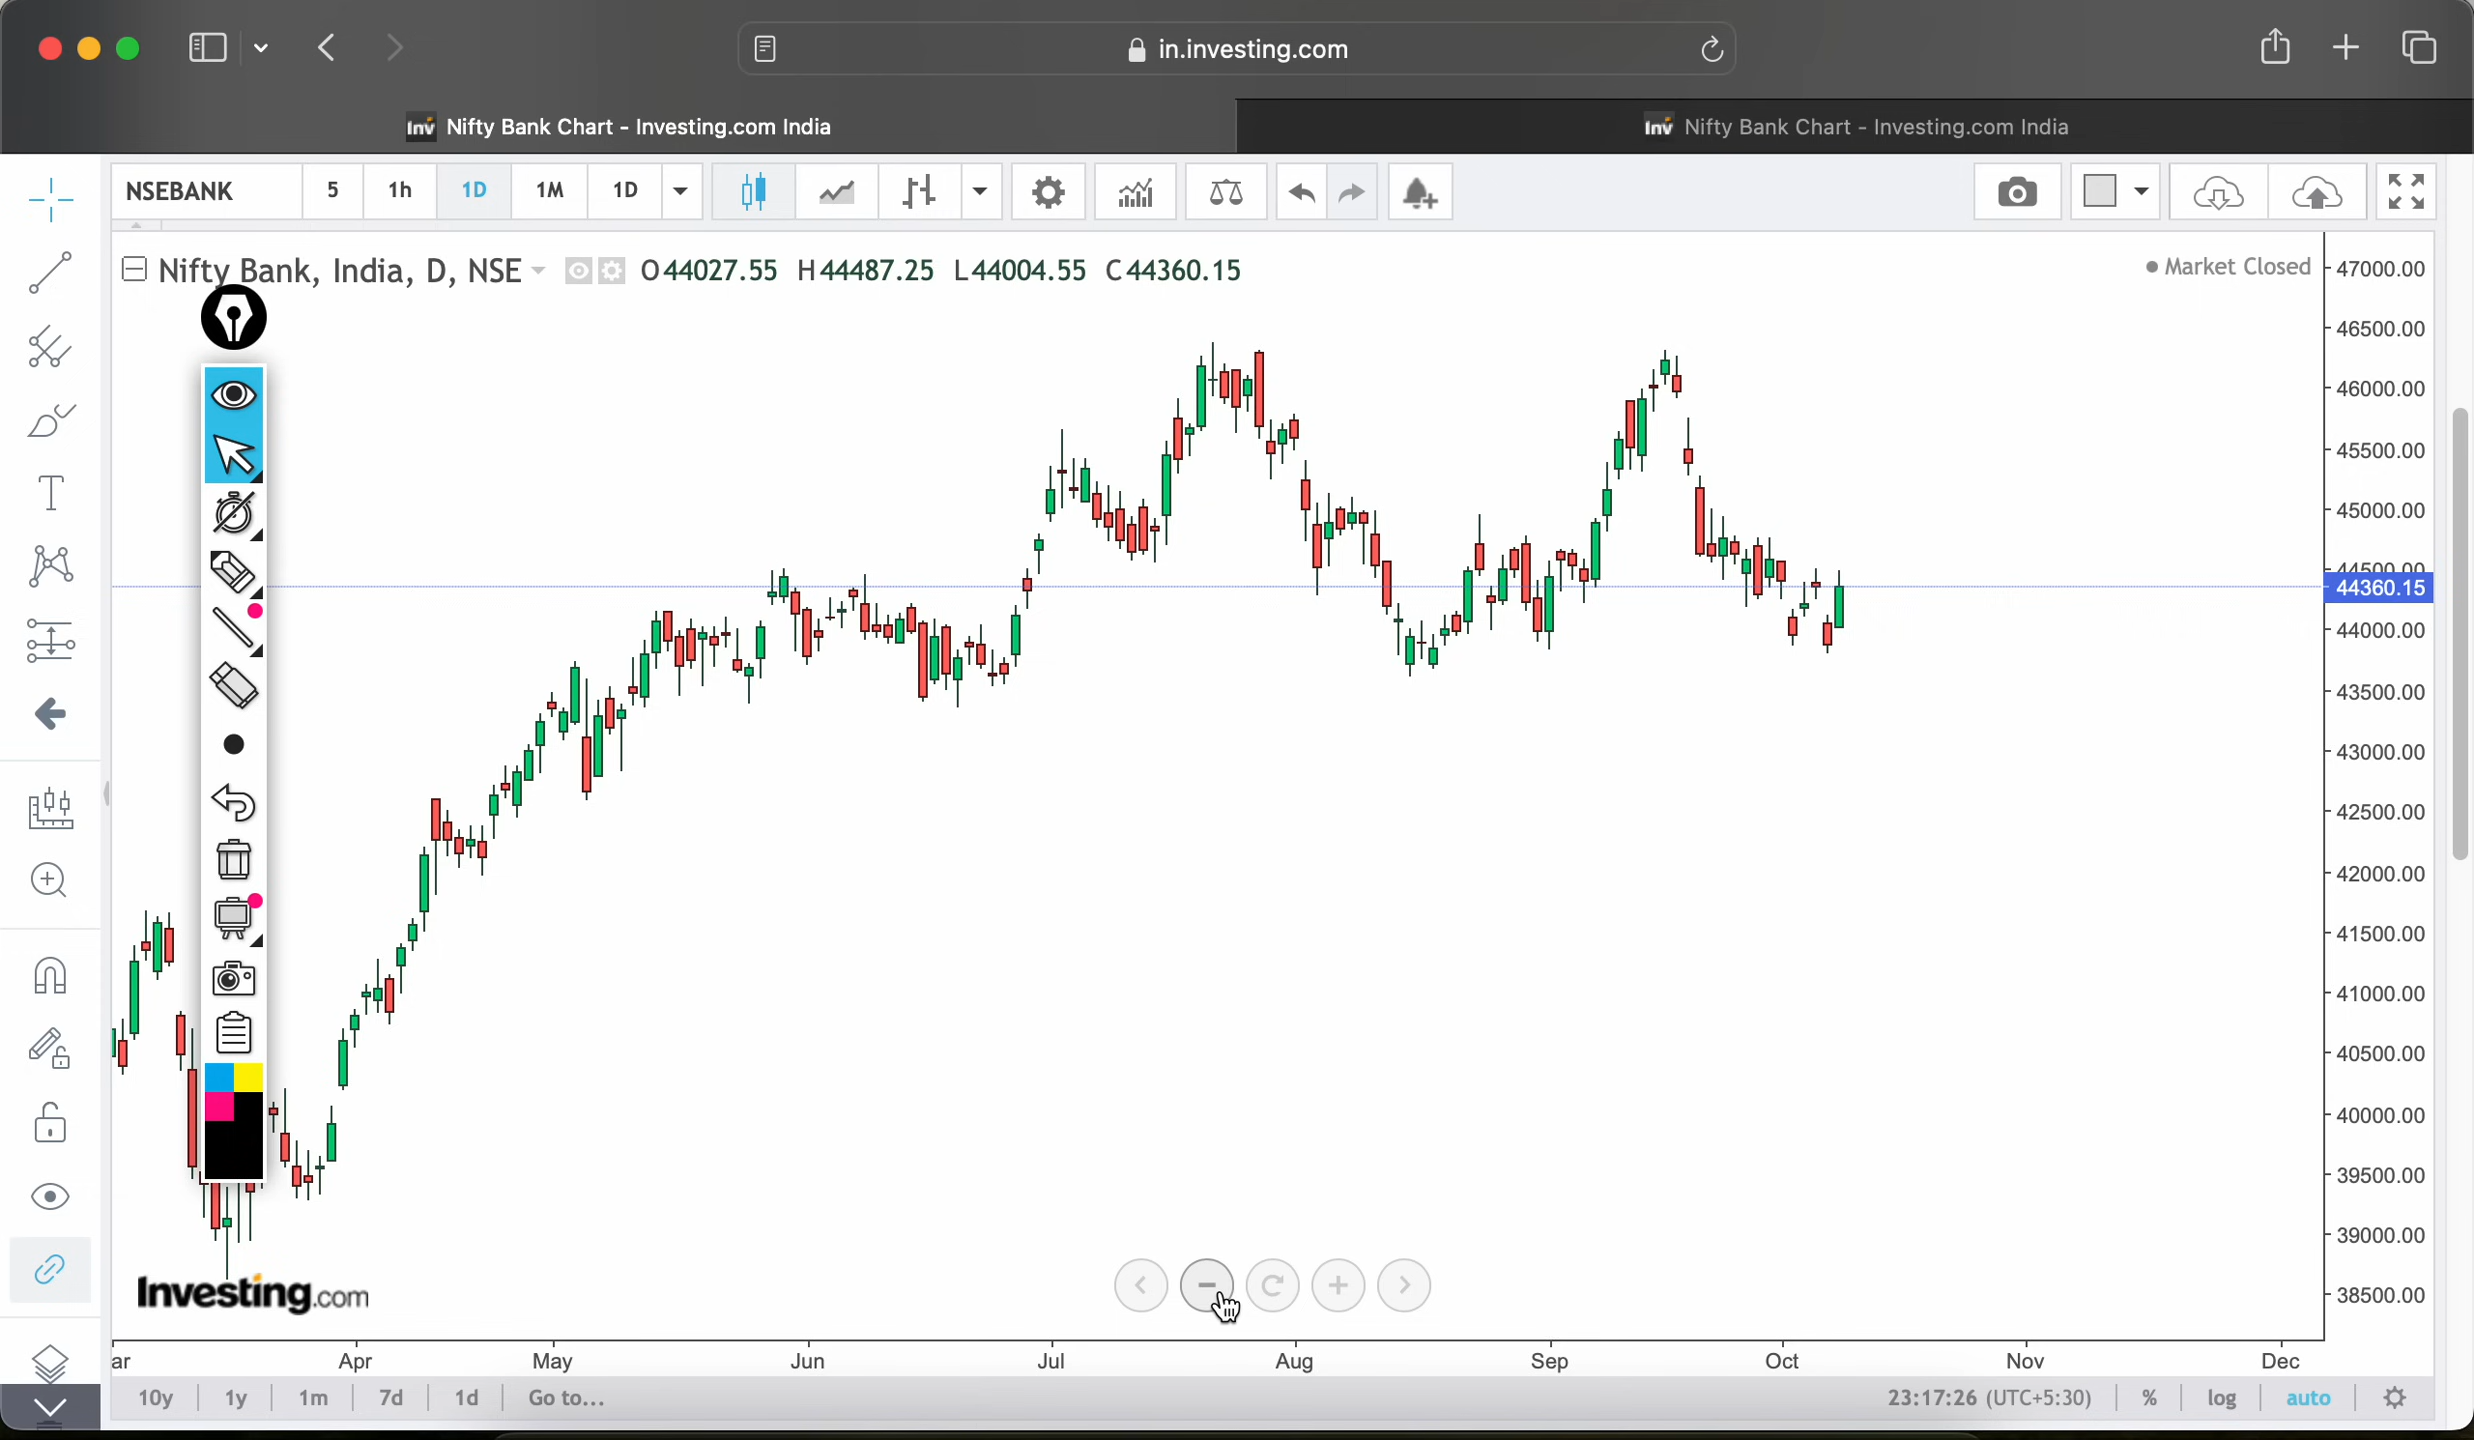 in.investing.com
Inv Nifty Bank Chart - Investing.com India
Inv Nifty Bank Chart - Investing.com India
NSEBANK 5 1h 1D 1M 1D
Nifty Bank, India, D, NSE O44027.55 H44487.25 L44004.55 C44360.15
Market Closed
47000.00
46500.00
46000.00
45500.00
45000.00
44500.00
44360.15
44000.00
43500.00
43000.00
42500.00
42000.00
41500.00
41000.00
40500.00
40000.00
39500.00
39000.00
38500.00
Investing.com
ar Apr May Jun Jul Aug Sep Oct Nov Dec
10y 1y 1m 7d 1d Go to... 23:17:26 (UTC+5:30) % log auto